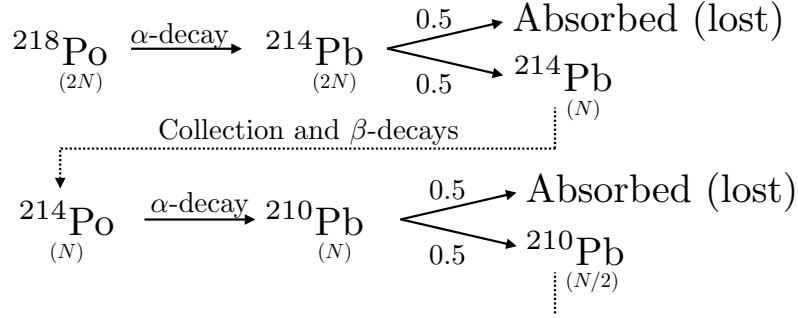 0.5 Absorbed (lost)
²¹⁸Po α-decay ²¹⁴Pb
(2N) (2N) 0.5 ²¹⁴Pb
(N)
Collection and β-decays
0.5 Absorbed (lost)
²¹⁴Po α-decay ²¹⁰Pb
(N) (N) 0.5 ²¹⁰Pb
(N/2)